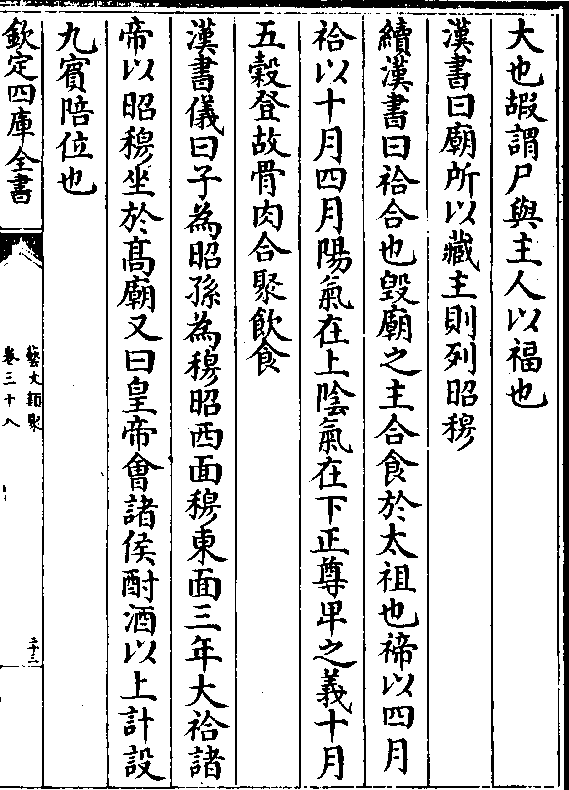 大也嘏謂尸與主人以福也
漢書曰廟所以藏主則列昭穆
續漢書曰祫合也毀廟之主合食於太祖也禘以四月
祫以十月四月陽氣在上陰氣在下正尊卑之義十月
五穀登故骨肉合聚飲食
漢書儀曰子為昭孫為穆昭西面穆東面三年大祫諸
帝以昭穆坐於髙廟又曰皇帝會諸侯酎酒以上計設
九賓陪位也
欽定四庫全書
藝文類聚
卷三十八
二十二